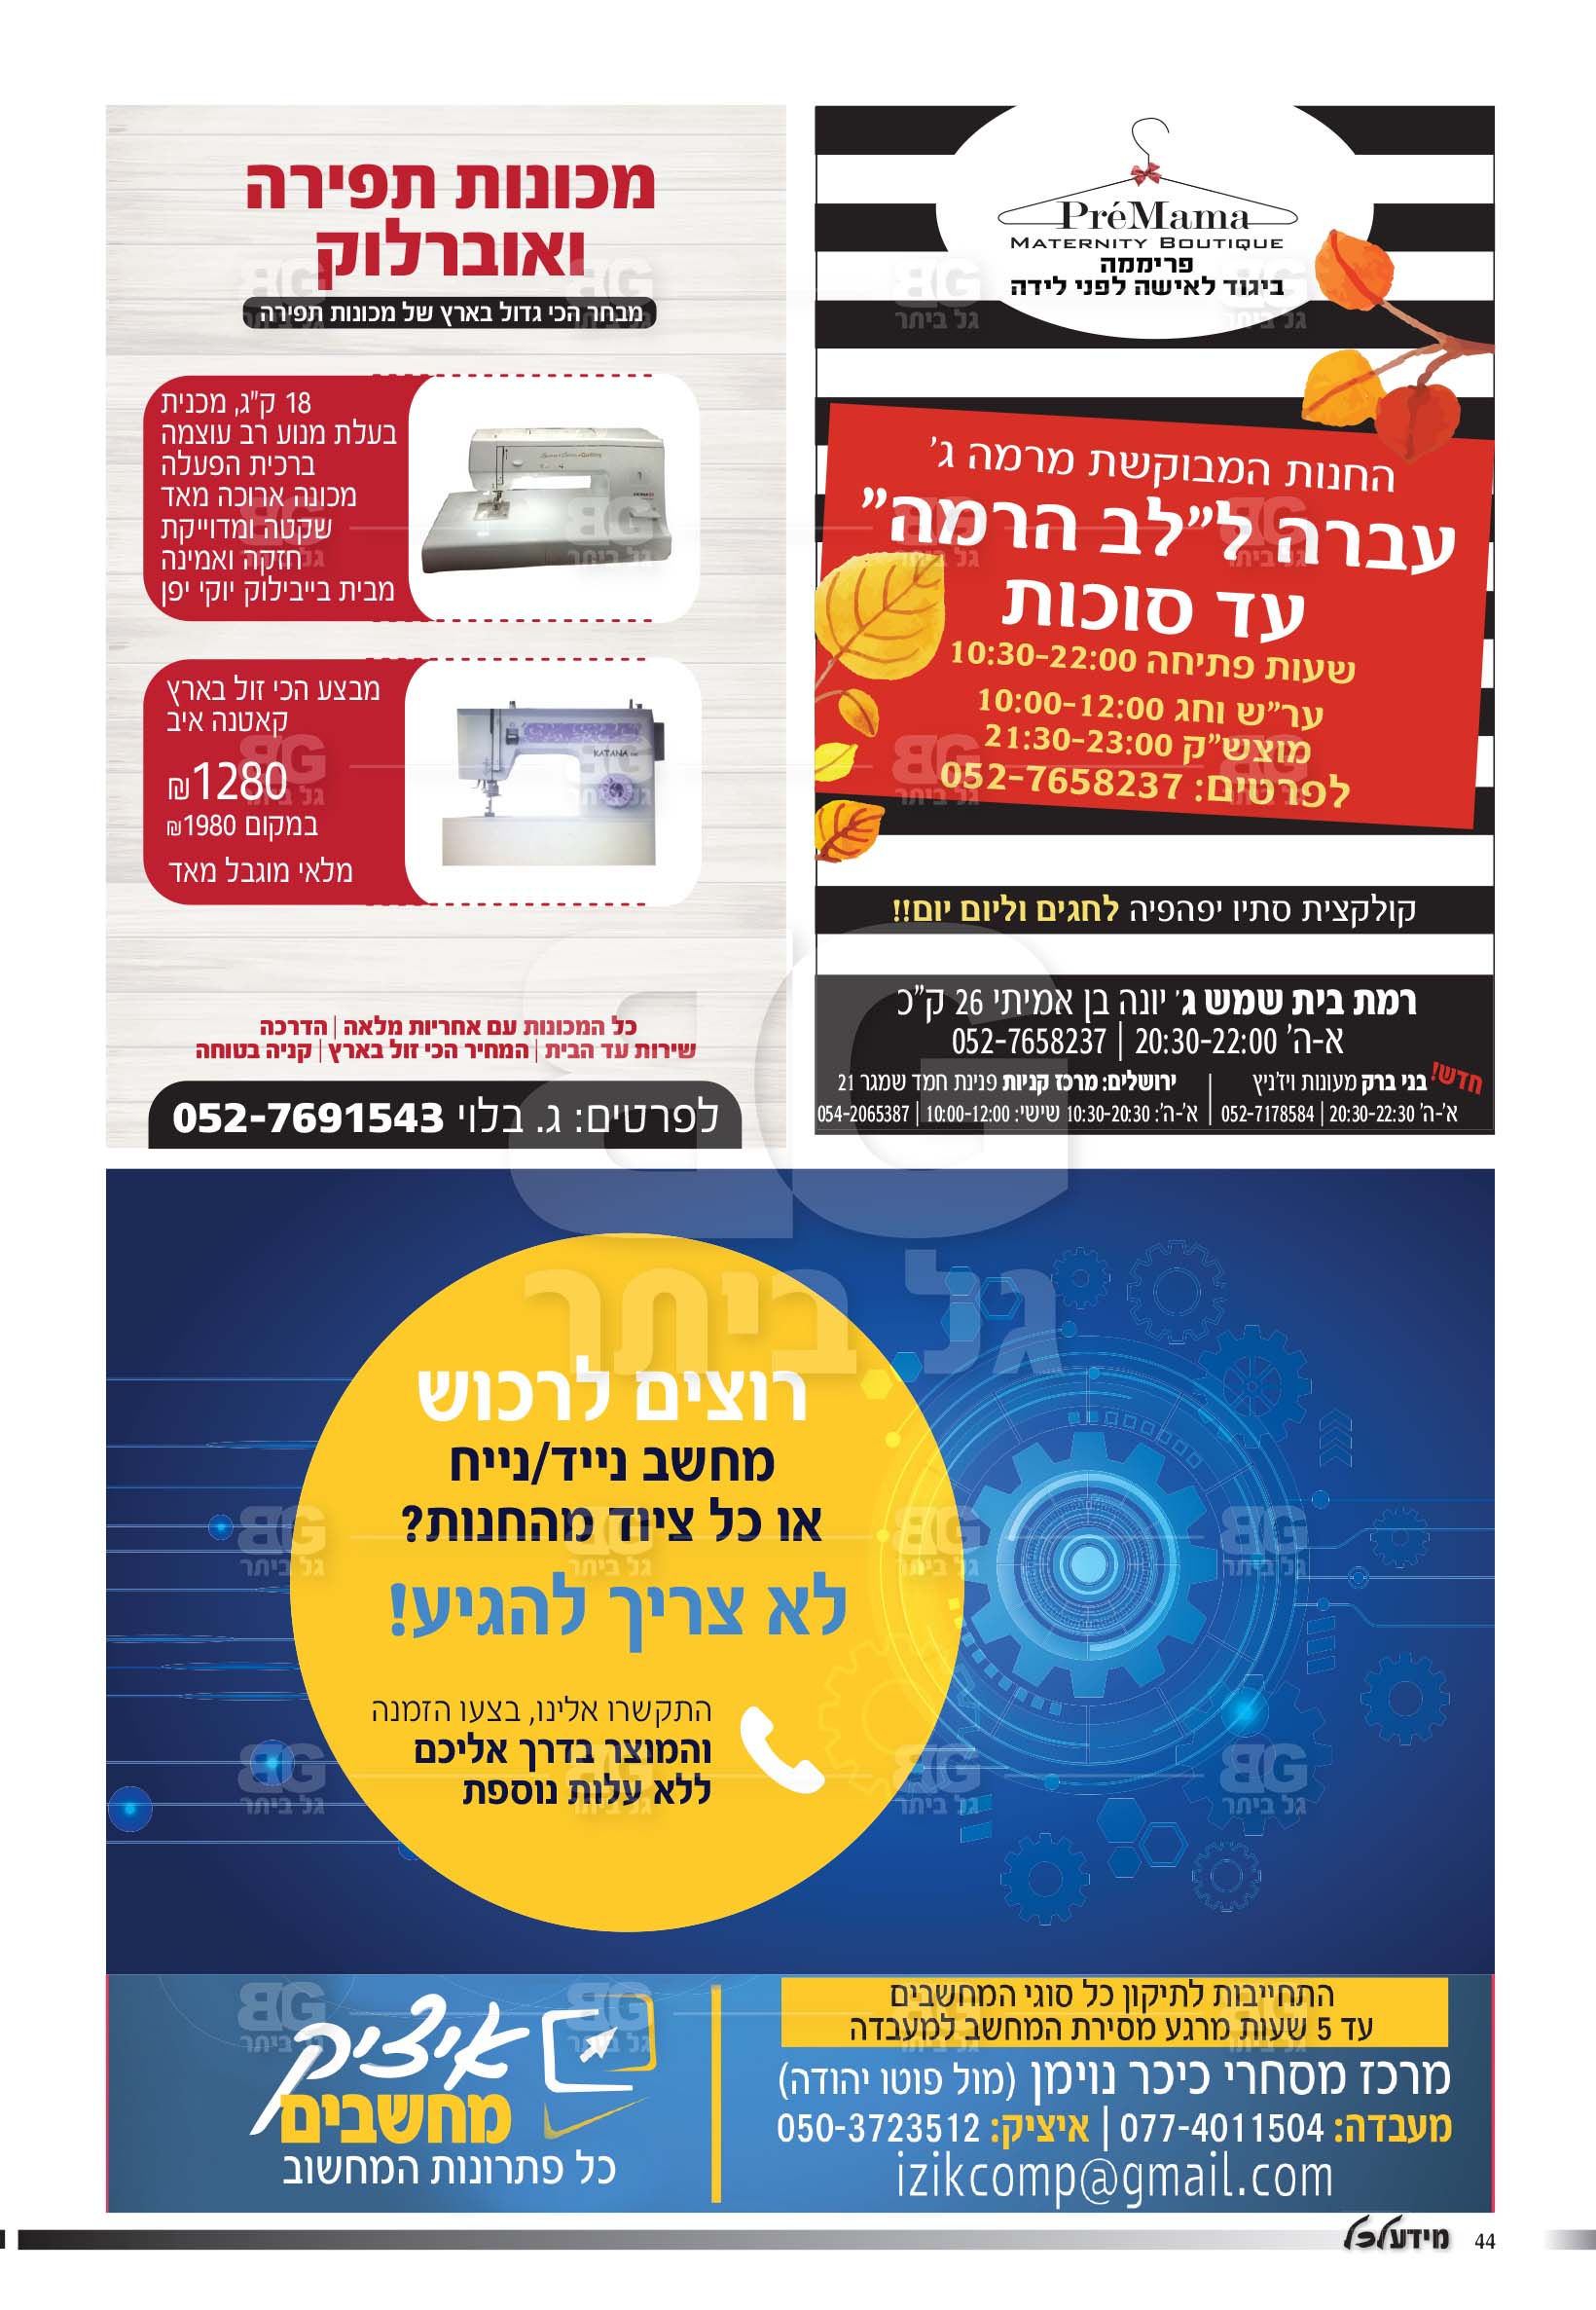 PréMama
MATERNITY BOUTIQUE
פריממה
ביגוד לאישה לפני לידה
החנות המבוקשת מרמה ג'
עברה ל"לב הרמה"
עד סוכות
שעות פתיחה 10:30-22:00
ער"ש וחג 10:00-12:00
מוצש"ק 21:30-23:00
לפרטים: 052-7658237
קולקצית סתיו יפהפיה לחגים וליום יום!!
רמת בית שמש ג' יונה בן אמיתי 26 ק"כ
א-ה' 20:30-22:00 | 052-7658237
חדש!
בני ברק מעונות ויז'ניץ
א'-ה' 20:30-22:30 | 052-7178584
ירושלים: מרכז קניות פנינת חמד שמגר 21
א'-ה': 10:30-20:30 שישי: 10:00-12:00 | 054-2065387
מכונות תפירה
ואוברלוק
מבחר הכי גדול בארץ של מכונות תפירה
18 ק"ג, מכנית
בעלת מנוע רב עוצמה
ברכית הפעלה
מכונה ארוכה מאד
שקטה ומדוייקת
חזקה ואמינה
מבית בייבילוק יוקי יפן
מבצע הכי זול בארץ
קאטנה איב
1280₪
במקום 1980₪
מלאי מוגבל מאד
KATANA
כל המכונות עם אחריות מלאה | הדרכה
שירות עד הבית | המחיר הכי זול בארץ | קניה בטוחה
לפרטים: ג. בלוי 052-7691543
רוצים לרכוש
מחשב נייד/נייח
או כל ציוד מהחנות?
לא צריך להגיע!
התקשרו אלינו, בצעו הזמנה
והמוצר בדרך אליכם
ללא עלות נוספת
התחייבות לתיקון כל סוגי המחשבים
עד 5 שעות מרגע מסירת המחשב למעבדה
מרכז מסחרי כיכר נוימן (מול פוטו יהודה)
מעבדה: 077-4011504 | איציק: 050-3723512
izikcomp@gmail.com
איציק
מחשבים
כל פתרונות המחשוב
BG
גל ביתר
44
מידע לכל